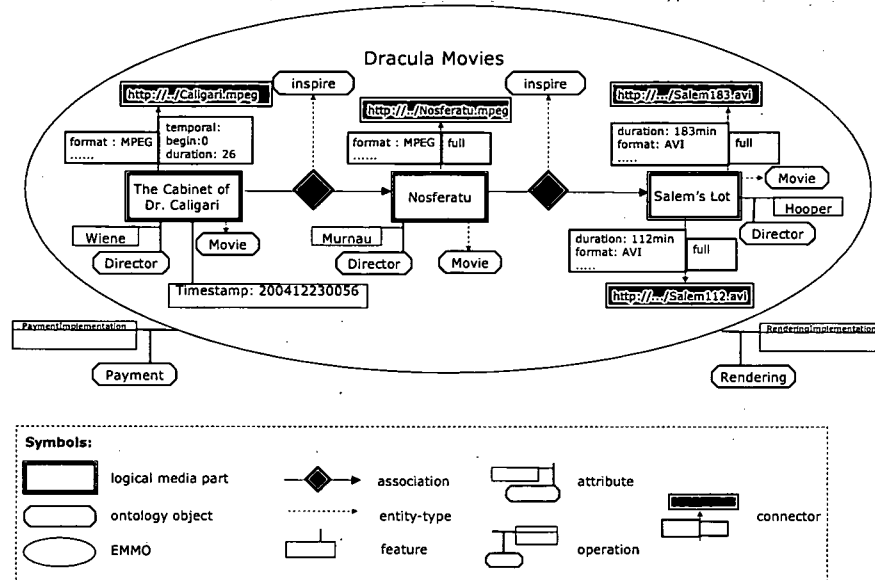 Dracula Movies
inspire
inspire
http://../Caligari.mpeg
http://.../Nosferatu.mpeg
http://.../Salem183.avi
format : MPEG
......
temporal:
begin:0
duration: 26
format : MPEG
......
full
duration: 183min
format: AVI
.....
full
The Cabinet of
Dr. Caligari
Nosferatu
Salem's Lot
Movie
Wiene
Director
Movie
Murnau
Director
Movie
Hooper
Director
duration: 112min
format: AVI
.....
full
Timestamp: 200412230056
http://.../Salem112.avi
PaymentImplementation
Payment
RenderingImplementation
Rendering
Symbols:
logical media part
association
attribute
connector
ontology object
entity-type
EMMO
feature
operation